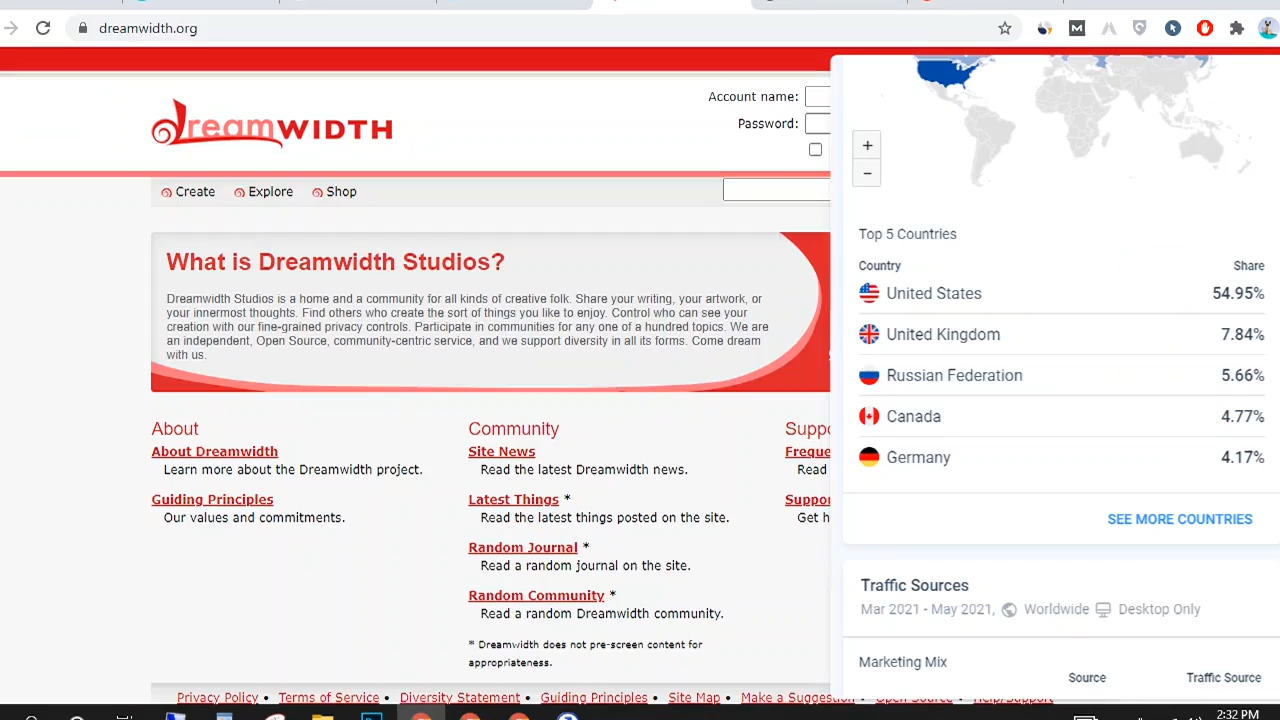 dreamwidth.org
dreamWIDTH
Account name:
Password:
Create Explore Shop
What is Dreamwidth Studios?
Dreamwidth Studios is a home and a community for all kinds of creative folk. Share your writing, your artwork, or
your innermost thoughts. Find others who create the sort of things you like to enjoy. Control who can see your
creation with our fine-grained privacy controls. Participate in communities for any one of a hundred topics. We are
an independent, Open Source, community-centric service, and we support diversity in all its forms. Come dream
with us.
About
About Dreamwidth
Learn more about the Dreamwidth project.
Guiding Principles
Our values and commitments.
Community
Site News
Read the latest Dreamwidth news.
Latest Things *
Read the latest things posted on the site.
Random Journal *
Read a random journal on the site.
Random Community *
Read a random Dreamwidth community.
* Dreamwidth does not pre-screen content for
appropriateness.
Suppo
Freque
Read
Suppor
Get h
Privacy Policy • Terms of Service • Diversity Statement • Guiding Principles • Site Map • Make a Suggestion • Open Source • Help/Support
+
−
Top 5 Countries
Country Share
United States 54.95%
United Kingdom 7.84%
Russian Federation 5.66%
Canada 4.77%
Germany 4.17%
SEE MORE COUNTRIES
Traffic Sources
Mar 2021 - May 2021, Worldwide Desktop Only
Marketing Mix
Source Traffic Source
2:32 PM